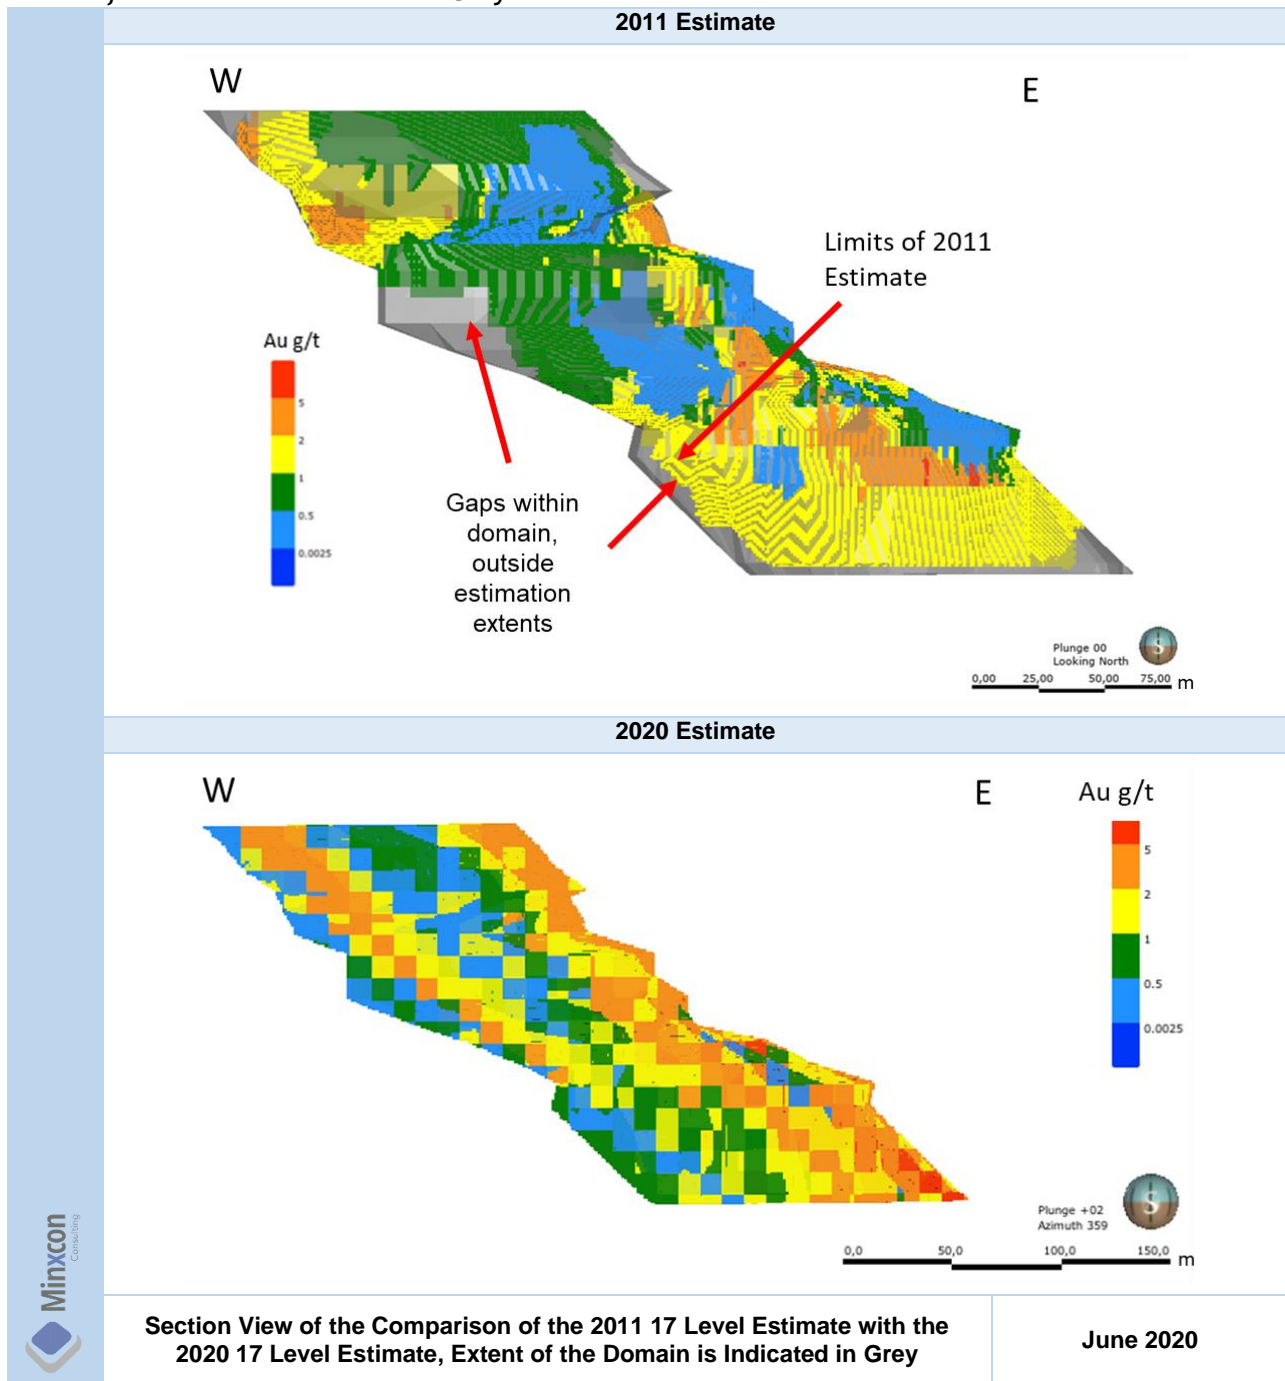 2011 Estimate
W
E
Limits of 2011
Estimate
Au g/t
5
2
1
0.5
0.0025
Gaps within
domain,
outside
estimation
extents
S
Plunge 00
Looking North
0,00 25,00 50,00 75,00 m
2020 Estimate
W
E
Au g/t
5
2
1
0.5
0.0025
S
Plunge +02
Azimuth 359
0,0 50,0 100,0 150,0 m
Minxcon
Consulting
Section View of the Comparison of the 2011 17 Level Estimate with the
2020 17 Level Estimate, Extent of the Domain is Indicated in Grey
June 2020